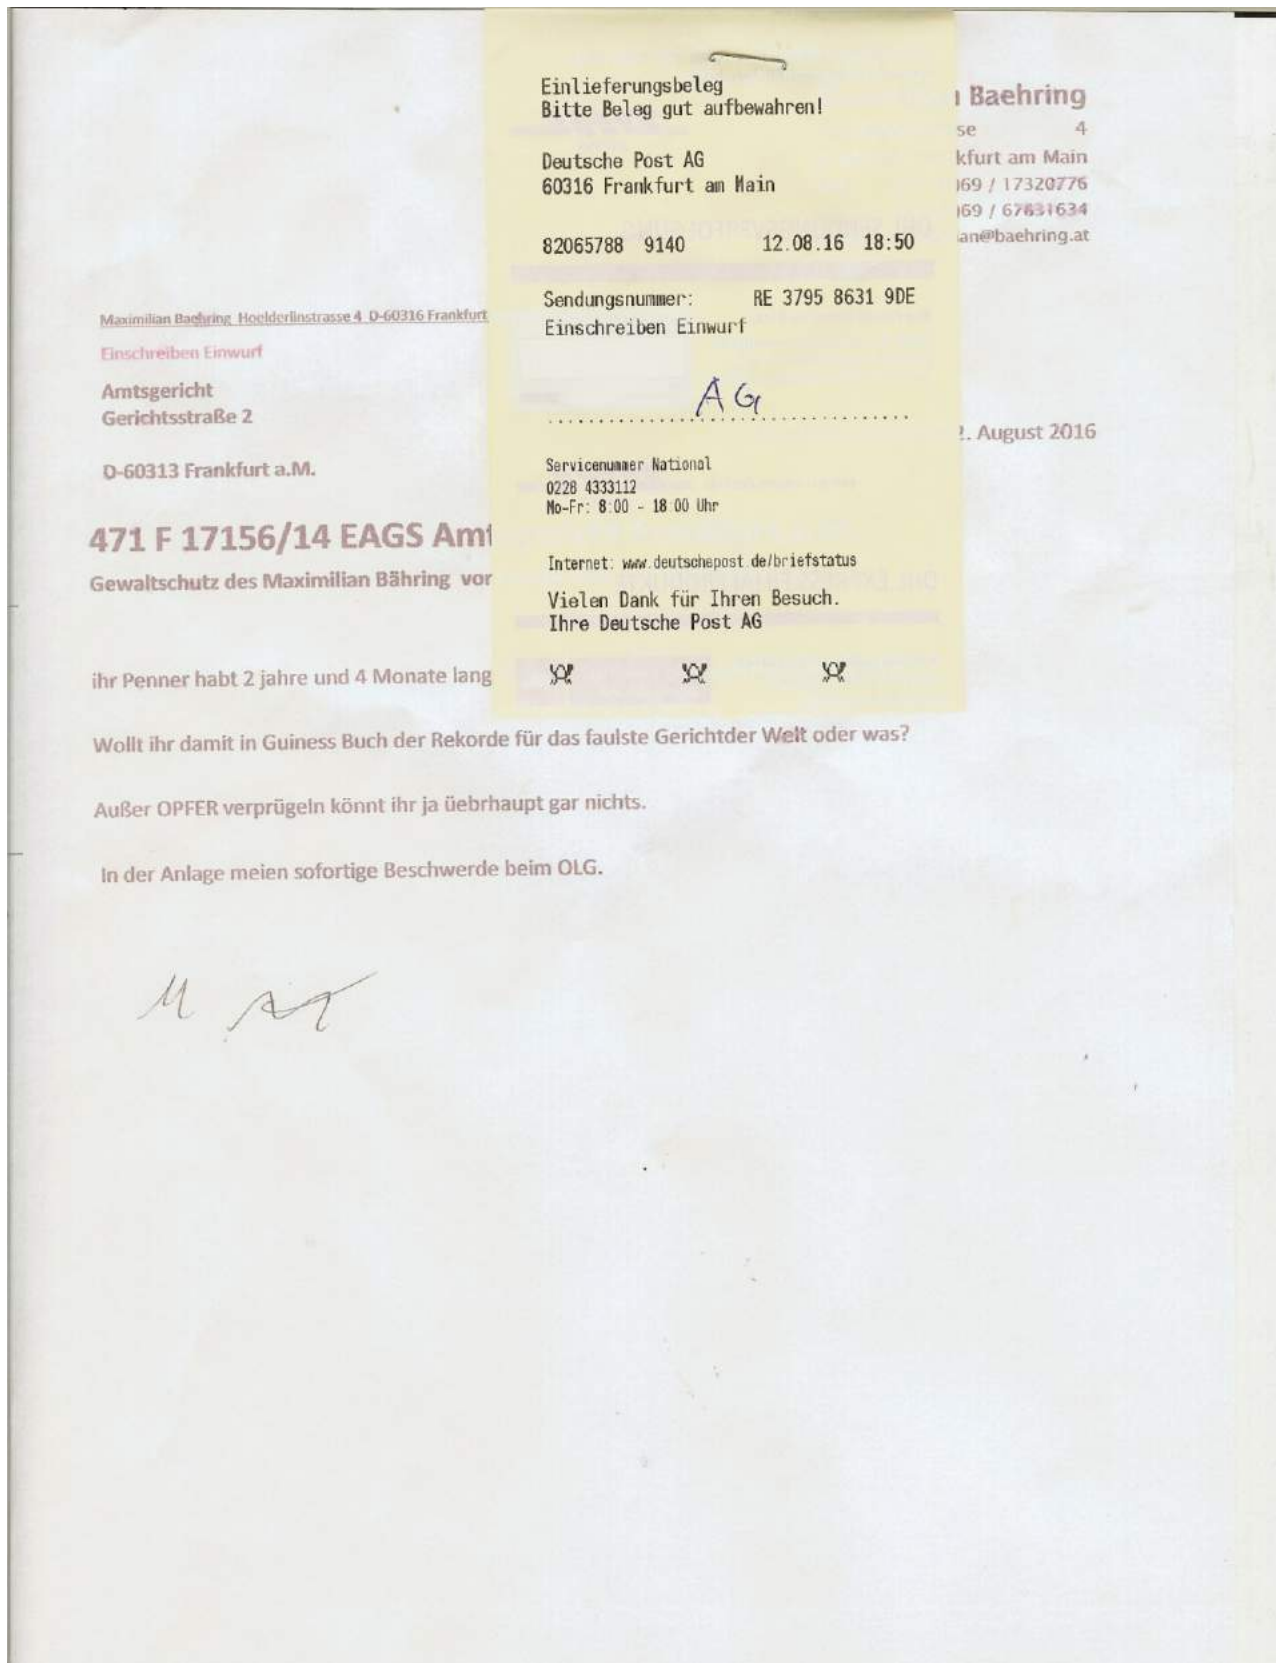 Einlieferungsbeleg
Bitte Beleg gut aufbewahren!
Deutsche Post AG
60316 Frankfurt am Main
82065788 9140 12.08.16 18:50
Sendungsnummer: RE 3795 8631 9DE
Einschreiben Einwurf
AG
Servicenummer National
0228 4333112
Mo-Fr: 8:00 - 18:00 Uhr
Internet: www.deutschepost.de/briefstatus
Vielen Dank für Ihren Besuch.
Ihre Deutsche Post AG
Baehring
se 4
kfurt am Main
069 / 17320776
069 / 67831634
ian@baehring.at
Maximilian Baehring Hoelderlinstrasse 4 D-60316 Frankfurt
Einschreiben Einwurf
Amtsgericht
Gerichtsstraße 2
2. August 2016
D-60313 Frankfurt a.M.
471 F 17156/14 EAGS Amt
Gewaltschutz des Maximilian Bähring vor
ihr Penner habt 2 jahre und 4 Monate lang
Wollt ihr damit in Guiness Buch der Rekorde für das faulste Gerichtder Welt oder was?
Außer OPFER verprügeln könnt ihr ja üebrhaupt gar nichts.
In der Anlage meien sofortige Beschwerde beim OLG.